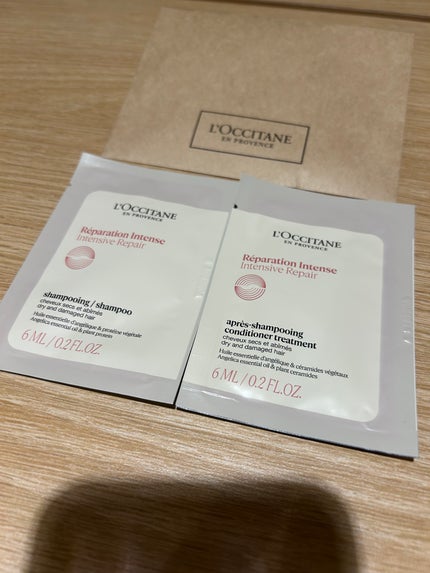 L'OCCITANE
EN PROVENCE
L'OCCITANE
EN PROVENCE
Réparation Intense
Intensive Repair
shampooing / shampoo
cheveux secs et abîmés
dry and damaged hair
Huile essentielle d'angélique & protéine végétale
Angelica essential oil & plant protein
6 ML / 0.2 FL.OZ.
L'OCCITANE
EN PROVENCE
Réparation Intense
Intensive Repair
après-shampooing
conditioner treatment
cheveux secs et abîmés
dry and damaged hair
Huile essentielle d'angélique & céramides végétaux
Angelica essential oil & plant ceramides
6 ML / 0.2 FL.OZ.